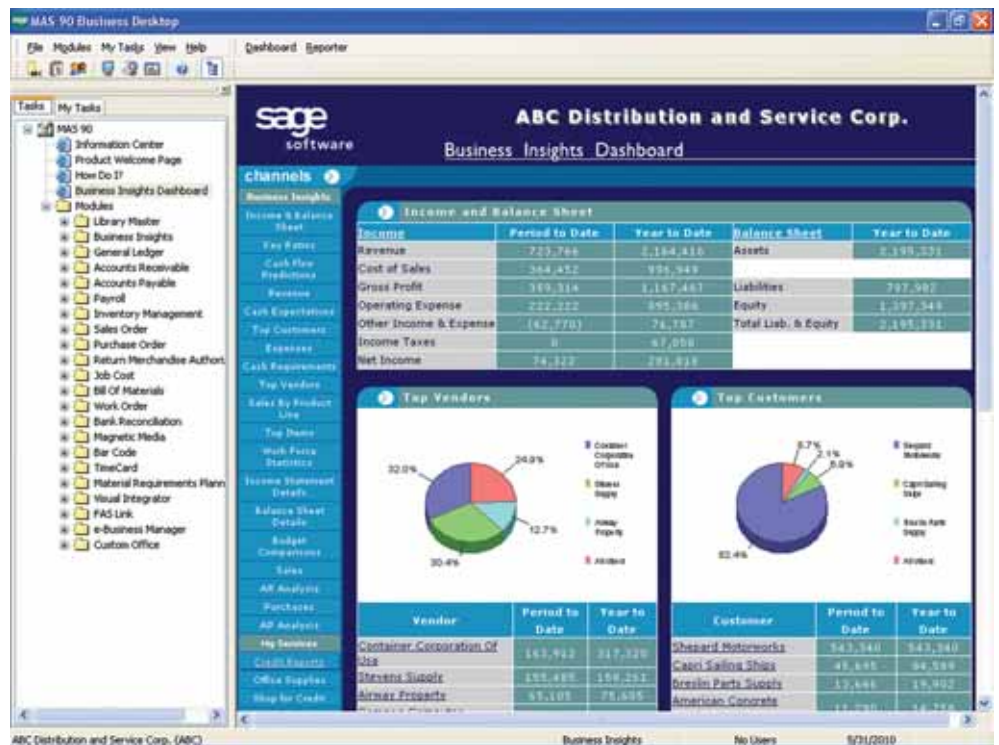 MAS 90 Business Desktop
File Modules My Tasks View Help Dashboard Reporter
Tasks My Tasks
MAS 90
Information Center
Product Welcome Page
How Do I?
Business Insights Dashboard
Modules
Library Master
Business Insights
General Ledger
Accounts Receivable
Accounts Payable
Payroll
Inventory Management
Sales Order
Purchase Order
Return Merchandise Authori
Job Cost
Bill Of Materials
Work Order
Bank Reconciliation
Magnetic Media
Bar Code
TimeCard
Material Requirements Plann
Visual Integrator
FAS Link
e-Business Manager
Custom Office
sage
software
ABC Distribution and Service Corp.
Business Insights Dashboard
channels
Business Insights
Income & Balance
Sheet
Key Ratios
Cash Flow
Predictions
Revenue
Cash Expectations
Top Customers
Expenses
Cash Requirements
Top Vendors
Sales By Product
Line
Top Items
Work Force
Statistics
Income Statement
Details
Balance Sheet
Details
Budget
Comparisons
Sales
AR Analysis
Purchases
AP Analysis
My Services
Credit Reports
Office Supplies
Shop for Credit
Income and Balance Sheet
Income Period to Date Year to Date Balance Sheet Year to Date
Revenue 723,766 Assets
Cost of Sales 364,452
Gross Profit Liabilities
Operating Expense 222,222 Equity
Other Income & Expense Total Liab. & Equity
Income Taxes 0
Net Income
Top Vendors
32.0%
24.9%
12.7%
30.4%
Top Customers
2.1%
82.4%
Vendor Period to Date Year to Date
Container Corporation Of Usa
Stevens Supply
Airmax Property
Customer Period to Date Year to Date
Shepard Motorworks 543,540 543,540
Capri Sailing Ships
Breslin Parts Supply
American Concrete
ABC Distribution and Service Corp. (ABC) Business Insights No Users 5/31/2010